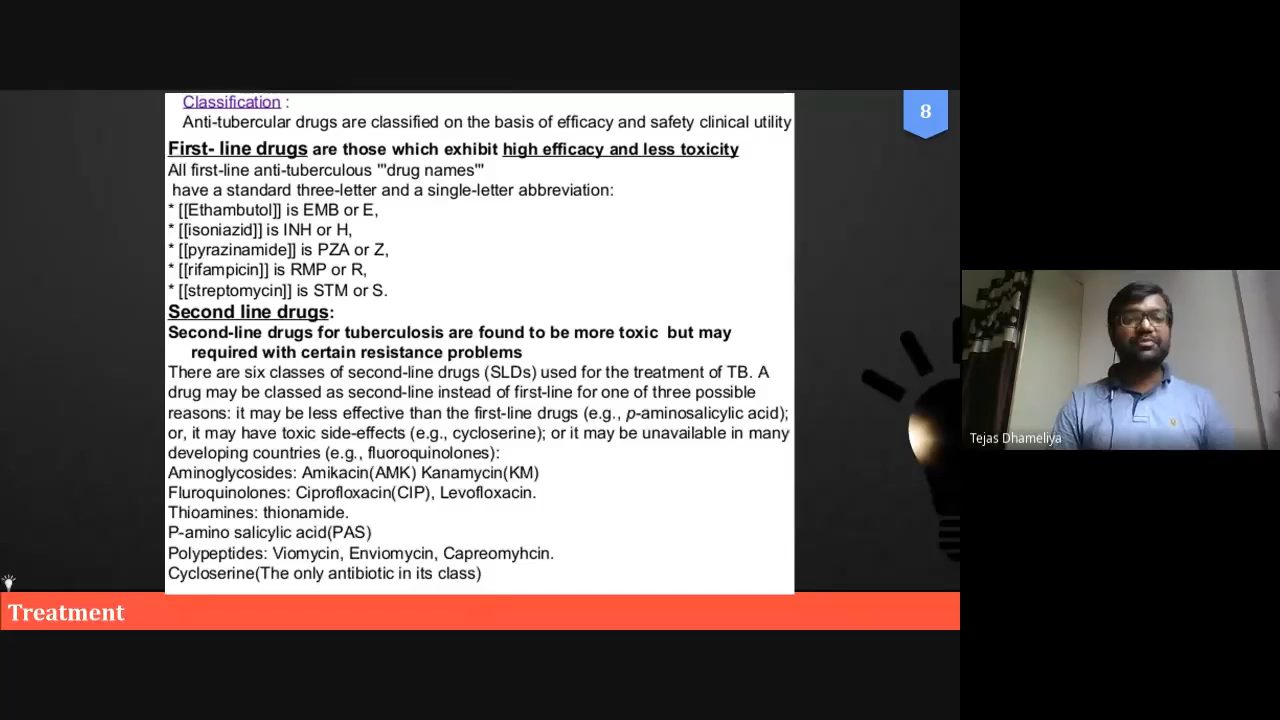 Classification :
Anti-tubercular drugs are classified on the basis of efficacy and safety clinical utility
First- line drugs are those which exhibit high efficacy and less toxicity
All first-line anti-tuberculous '"drug names"'
have a standard three-letter and a single-letter abbreviation:
* [[Ethambutol]] is EMB or E,
* [[isoniazid]] is INH or H,
* [[pyrazinamide]] is PZA or Z,
* [[rifampicin]] is RMP or R,
* [[streptomycin]] is STM or S.
Second line drugs:
Second-line drugs for tuberculosis are found to be more toxic but may
required with certain resistance problems
There are six classes of second-line drugs (SLDs) used for the treatment of TB. A
drug may be classed as second-line instead of first-line for one of three possible
reasons: it may be less effective than the first-line drugs (e.g., p-aminosalicylic acid);
or, it may have toxic side-effects (e.g., cycloserine); or it may be unavailable in many
developing countries (e.g., fluoroquinolones):
Aminoglycosides: Amikacin(AMK) Kanamycin(KM)
Fluroquinolones: Ciprofloxacin(CIP), Levofloxacin.
Thioamines: thionamide.
P-amino salicylic acid(PAS)
Polypeptides: Viomycin, Enviomycin, Capreomyhcin.
Cycloserine(The only antibiotic in its class)
8
Treatment
Tejas Dhameliya